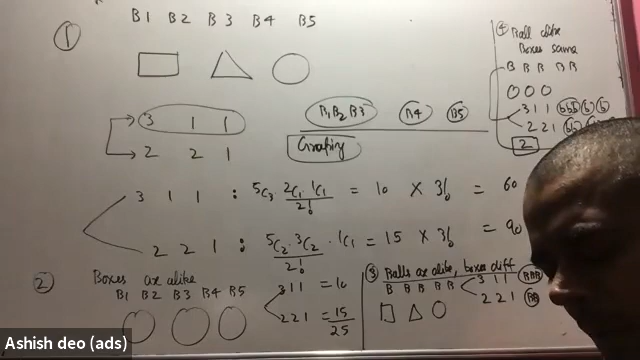 ①
B1 B2 B3 B4 B5
3 1 1
2 2 1
B1 B2 B3 B4 B5
Grouping
3 1 1 : 5C3 · 2C1 · 1C1 / 2! = 10 × 3! = 60
2 2 1 : 5C2 · 3C2 · 1C1 / 2! = 15 × 3! = 90
② Boxes are alike
B1 B2 B3 B4 B5
3 1 1 = 10
2 2 1 = 15
25
③ Balls are alike, boxes diff
B B B B B
3 1 1 BBB
2 2 1 BB
④ Ball alike
Boxes same
B B B B B
3 1 1
2 2 1
2
Ashish deo (ads)